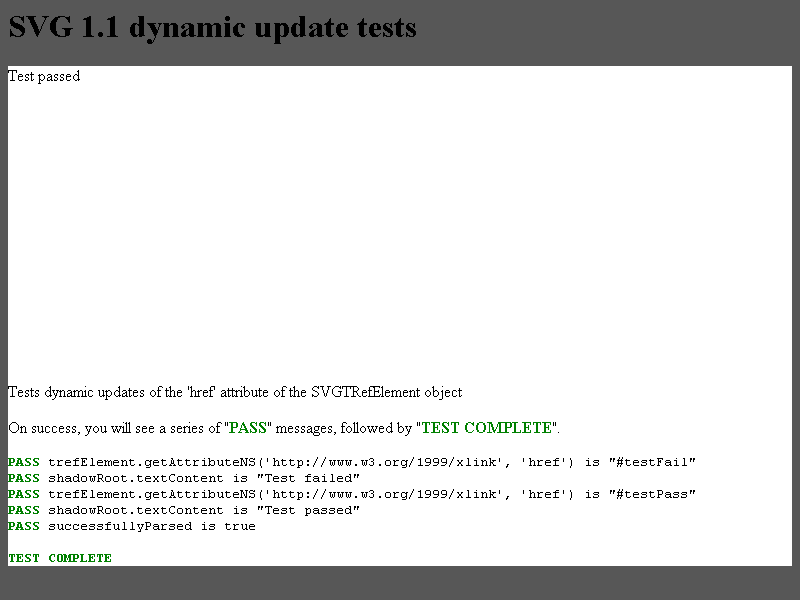 SVG 1.1 dynamic update tests
Test passed
Tests dynamic updates of the 'href' attribute of the SVGTRefElement object
On success, you will see a series of "PASS" messages, followed by "TEST COMPLETE".
PASS trefElement.getAttributeNS('http://www.w3.org/1999/xlink', 'href') is "#testFail"
PASS shadowRoot.textContent is "Test failed"
PASS trefElement.getAttributeNS('http://www.w3.org/1999/xlink', 'href') is "#testPass"
PASS shadowRoot.textContent is "Test passed"
PASS successfullyParsed is true
TEST COMPLETE